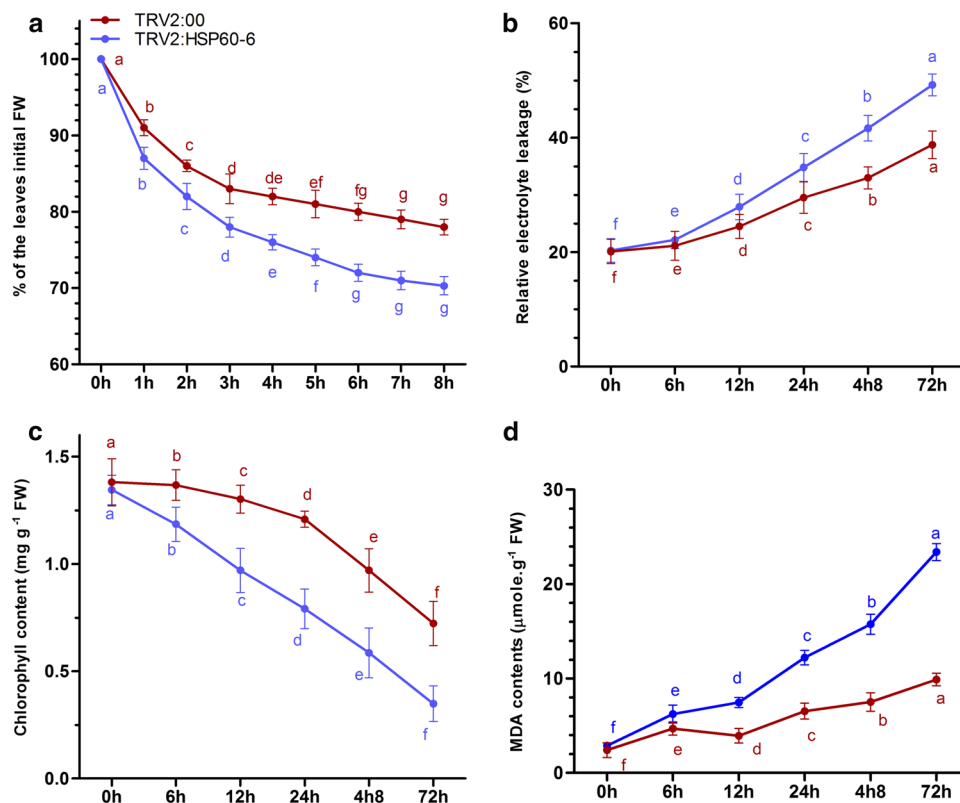 a
TRV2:00
TRV2:HSP60-6
% of the leaves initial FW
100
90
80
70
60
a
b
c
d
de
ef
fg
g
g
a
b
c
d
e
f
g
g
g
0h 1h 2h 3h 4h 5h 6h 7h 8h
b
Relative electrolyte leakage (%)
60
40
20
0
f
e
d
c
b
a
f
e
d
c
b
a
0h 6h 12h 24h 4h8 72h
c
Chlorophyll content (mg g-1 FW)
1.5
1.0
0.5
0.0
a
b
c
d
e
f
a
b
c
d
e
f
0h 6h 12h 24h 4h8 72h
d
MDA contents (μmole.g-1 FW)
30
20
10
0
f
e
d
c
b
a
f
e
d
c
b
a
0h 6h 12h 24h 4h8 72h